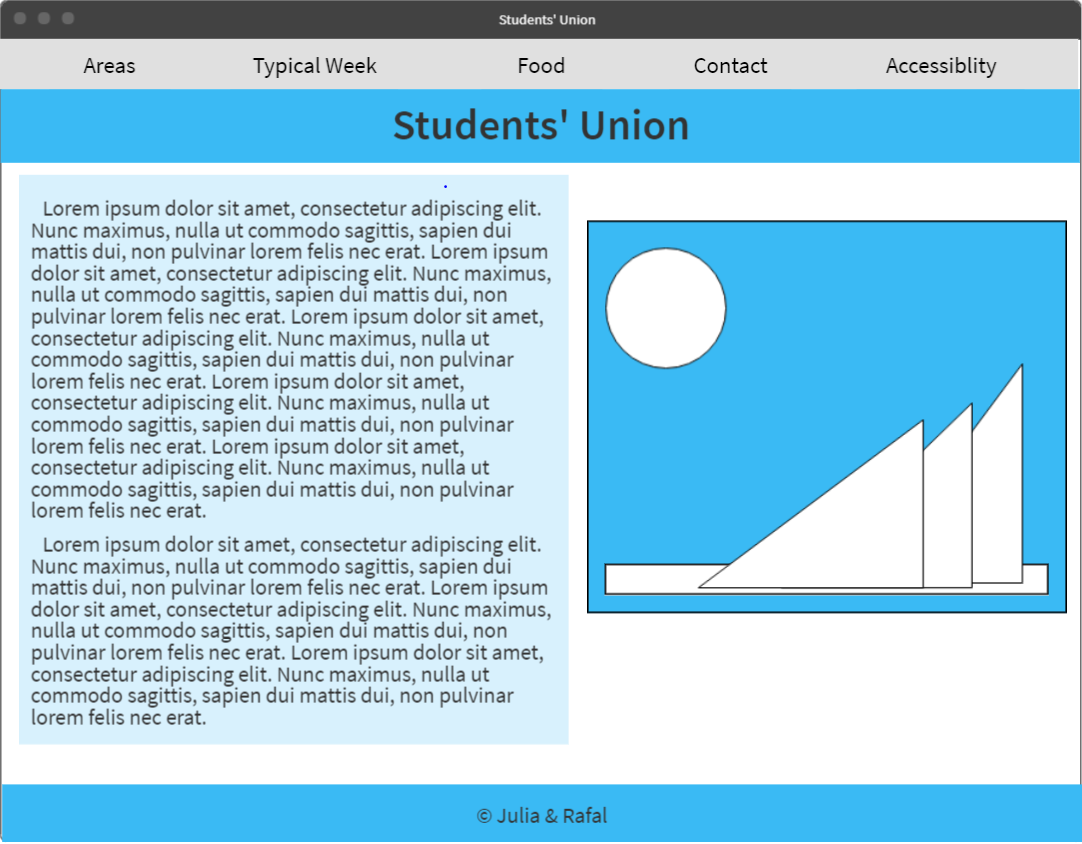 Students' Union
Areas Typical Week Food Contact Accessiblity
Students' Union
Lorem ipsum dolor sit amet, consectetur adipiscing elit.
Nunc maximus, nulla ut commodo sagittis, sapien dui
mattis dui, non pulvinar lorem felis nec erat. Lorem ipsum
dolor sit amet, consectetur adipiscing elit. Nunc maximus,
nulla ut commodo sagittis, sapien dui mattis dui, non
pulvinar lorem felis nec erat. Lorem ipsum dolor sit amet,
consectetur adipiscing elit. Nunc maximus, nulla ut
commodo sagittis, sapien dui mattis dui, non pulvinar
lorem felis nec erat. Lorem ipsum dolor sit amet,
consectetur adipiscing elit. Nunc maximus, nulla ut
commodo sagittis, sapien dui mattis dui, non pulvinar
lorem felis nec erat. Lorem ipsum dolor sit amet,
consectetur adipiscing elit. Nunc maximus, nulla ut
commodo sagittis, sapien dui mattis dui, non pulvinar
lorem felis nec erat.
Lorem ipsum dolor sit amet, consectetur adipiscing elit.
Nunc maximus, nulla ut commodo sagittis, sapien dui
mattis dui, non pulvinar lorem felis nec erat. Lorem ipsum
dolor sit amet, consectetur adipiscing elit. Nunc maximus,
nulla ut commodo sagittis, sapien dui mattis dui, non
pulvinar lorem felis nec erat. Lorem ipsum dolor sit amet,
consectetur adipiscing elit. Nunc maximus, nulla ut
commodo sagittis, sapien dui mattis dui, non pulvinar
lorem felis nec erat.
© Julia & Rafal